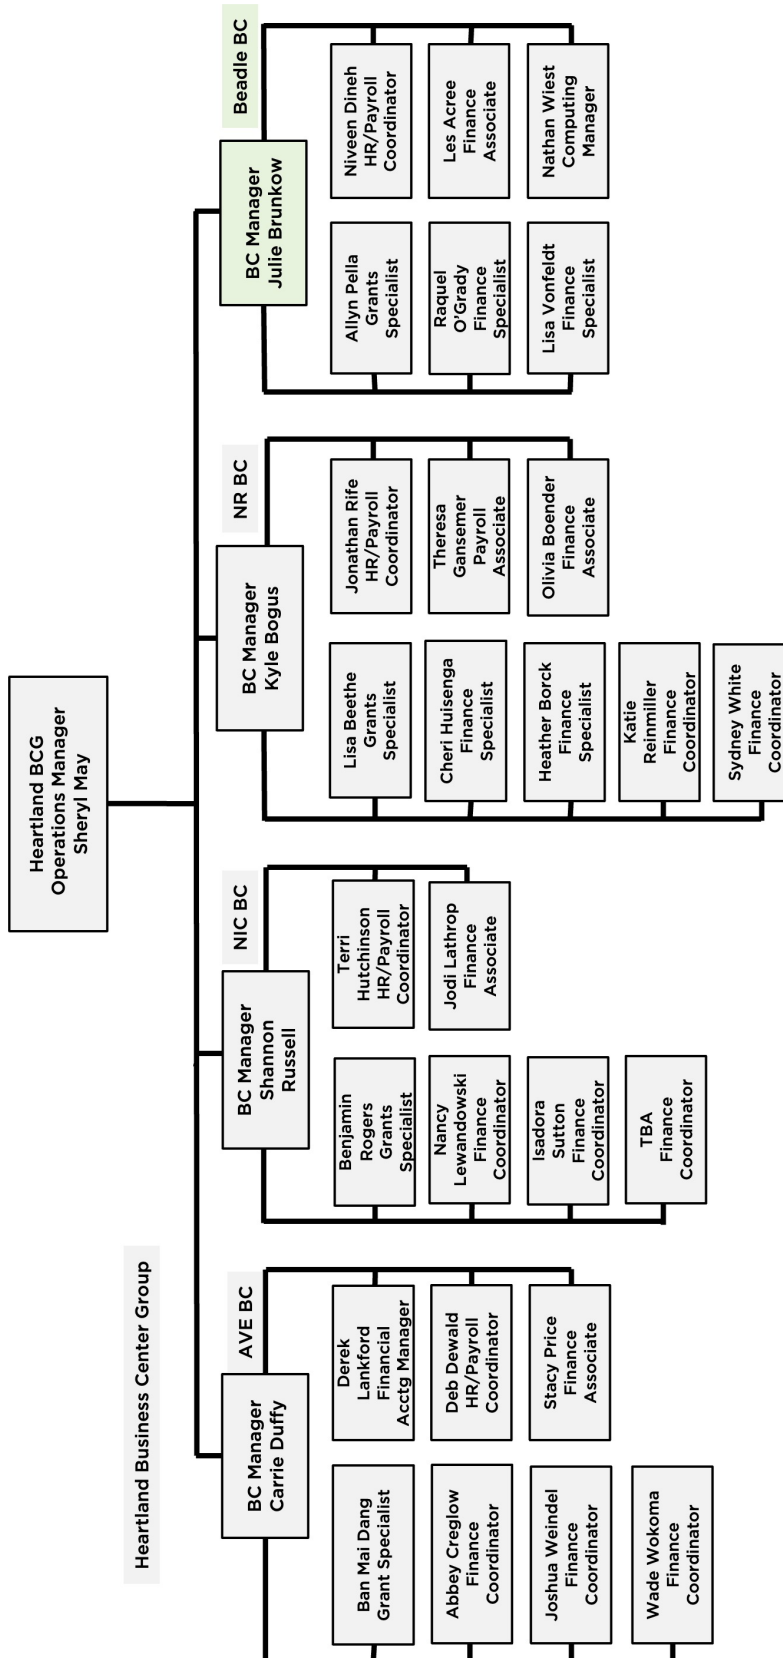 Heartland Business Center Group
Heartland BCG
Operations Manager
Sheryl May
AVE BC
BC Manager
Carrie Duffy
Ban Mai Dang
Grant Specialist
Abbey Creglow
Finance
Coordinator
Joshua Weindel
Finance
Coordinator
Wade Wokoma
Finance
Coordinator
Derek
Lankford
Financial
Acctg Manager
Deb Dewald
HR/Payroll
Coordinator
Stacy Price
Finance
Associate
NIC BC
BC Manager
Shannon
Russell
Benjamin
Rogers
Grants
Specialist
Nancy
Lewandowski
Finance
Coordinator
Isadora
Sutton
Finance
Coordinator
TBA
Finance
Coordinator
Terri
Hutchinson
HR/Payroll
Coordinator
Jodi Lathrop
Finance
Associate
NR BC
BC Manager
Kyle Bogus
Lisa Beethe
Grants
Specialist
Cheri Huisenga
Finance
Specialist
Heather Borck
Finance
Specialist
Katie
Reinmiller
Finance
Coordinator
Sydney White
Finance
Coordinator
Jonathan Rife
HR/Payroll
Coordinator
Theresa
Gansemer
Payroll
Associate
Olivia Boender
Finance
Associate
Beadle BC
BC Manager
Julie Brunkow
Allyn Pella
Grants
Specialist
Raquel
O'Grady
Finance
Specialist
Lisa Vonfeldt
Finance
Specialist
Niveen Dineh
HR/Payroll
Coordinator
Les Acree
Finance
Associate
Nathan Wiest
Computing
Manager